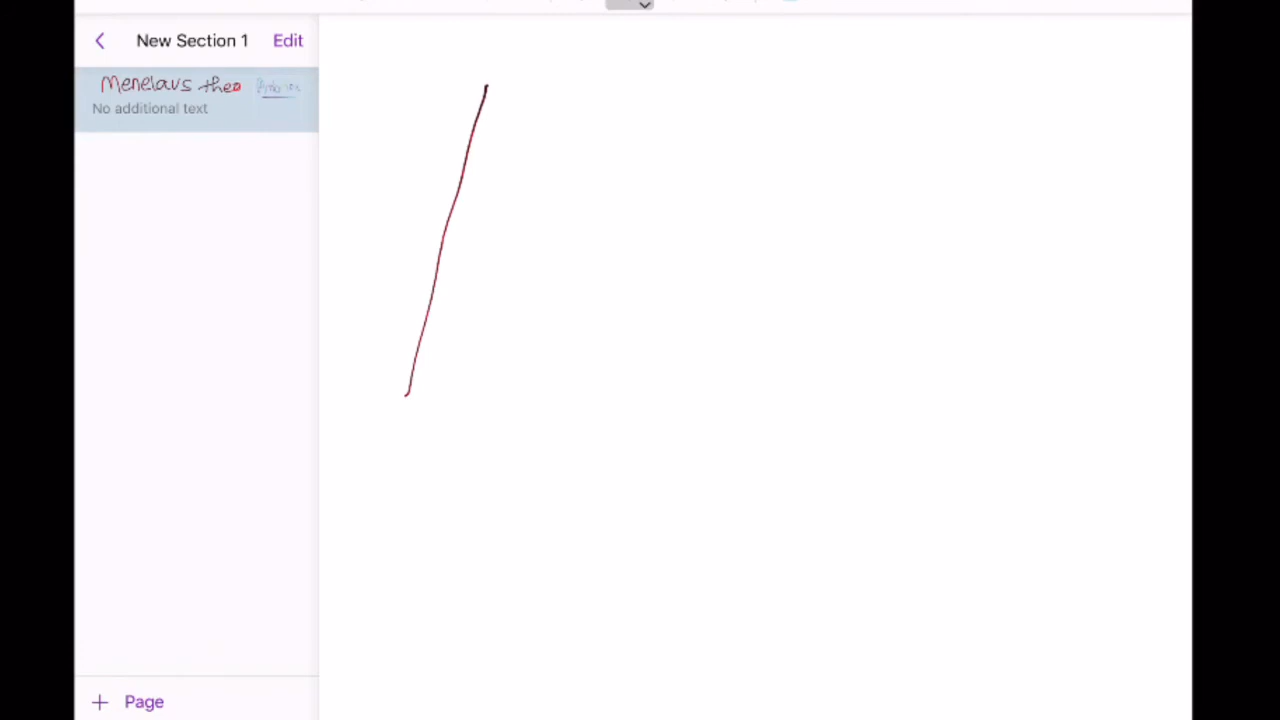 New Section 1 Edit
Menelaus theo
No additional text
Page